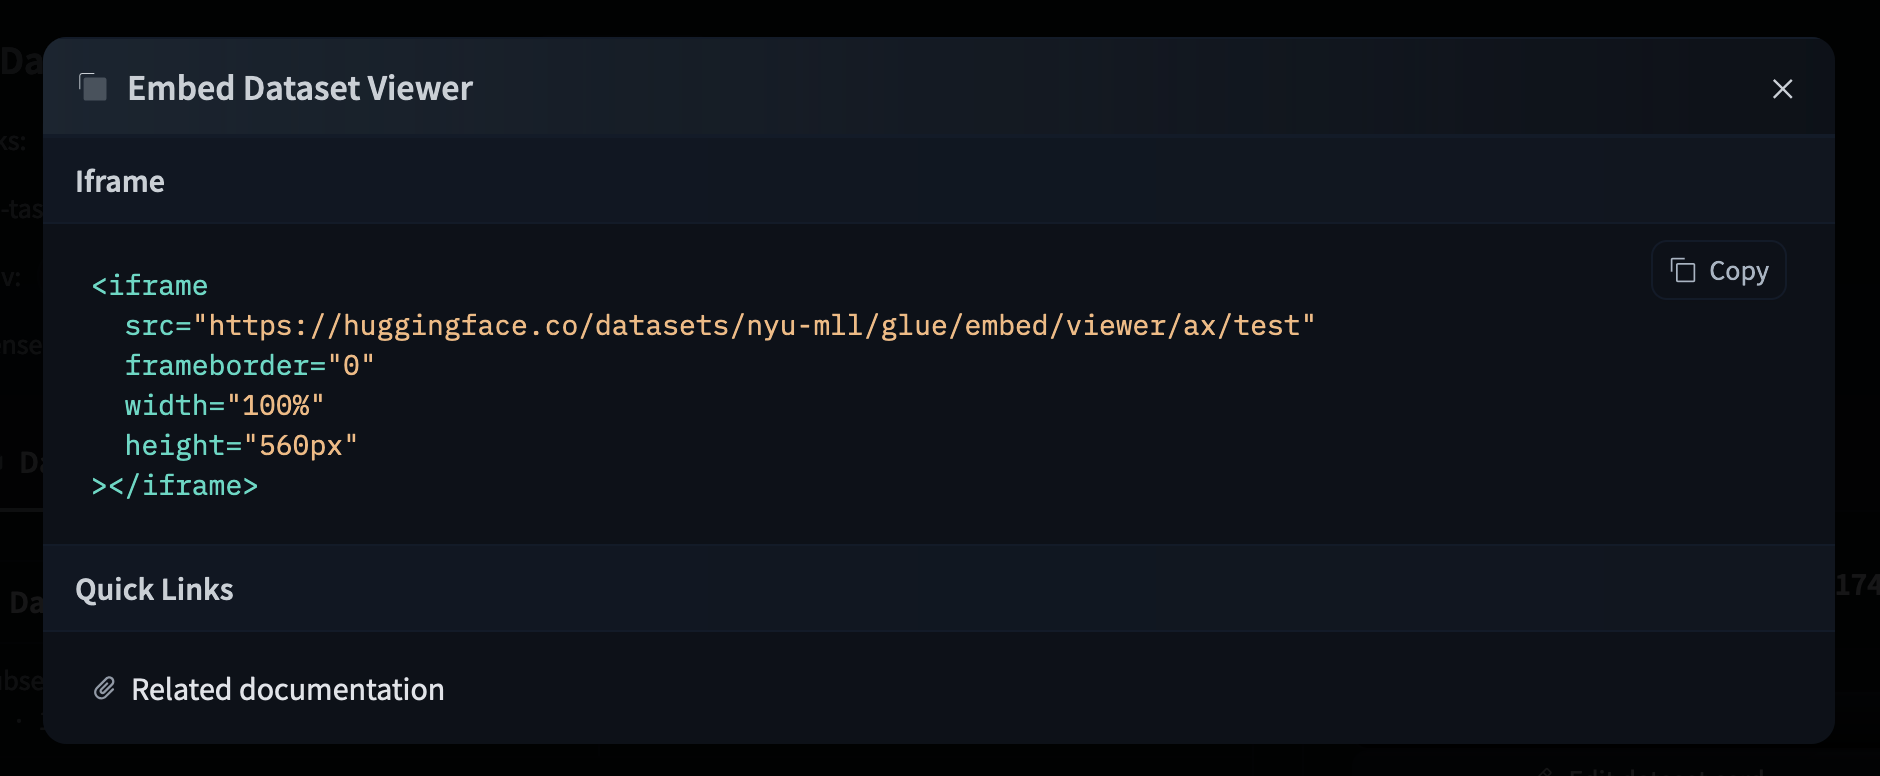 Embed Dataset Viewer
Iframe
Copy
<iframe
  src="https://huggingface.co/datasets/nyu-mll/glue/embed/viewer/ax/test"
  frameborder="0"
  width="100%"
  height="560px"
></iframe>
Quick Links
Related documentation